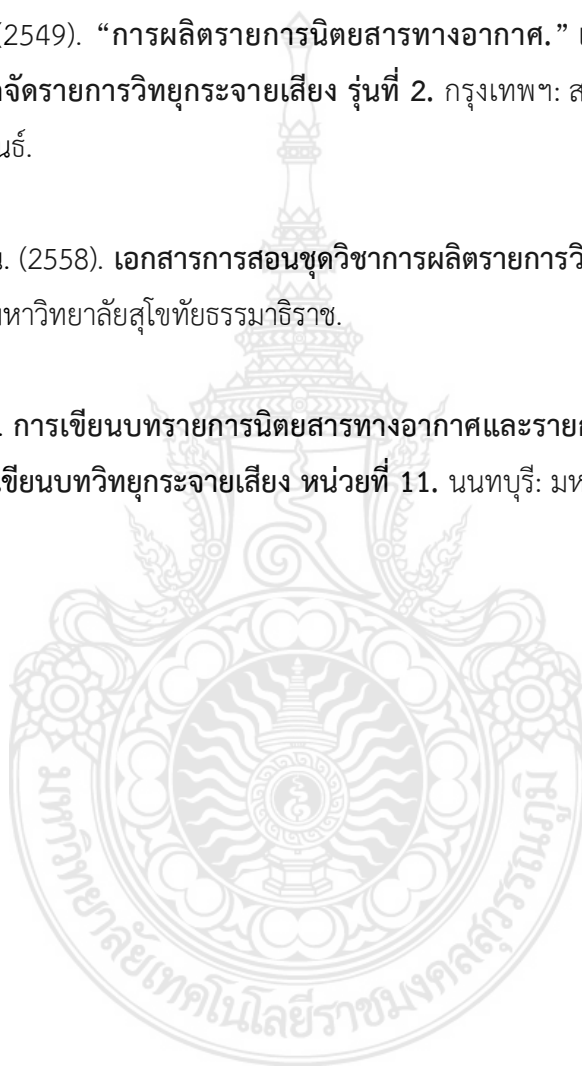 (2549). “การผลิตรายการนิตยสารทางอากาศ.”
จัดรายการวิทยุกระจายเสียง รุ่นที่ 2. กรุงเทพฯ:
นธ์.
น. (2558). เอกสารการสอนชุดวิชาการผลิตรายการวิ
มหาวิทยาลัยสุโขทัยธรรมาธิราช.
. การเขียนบทรายการนิตยสารทางอากาศและราย
เขียนบทวิทยุกระจายเสียง หน่วยที่ 11. นนทบุรี: มห
มหาวิทยาลัยเทคโนโลยีราชมงคลสุวรรณภูมิ